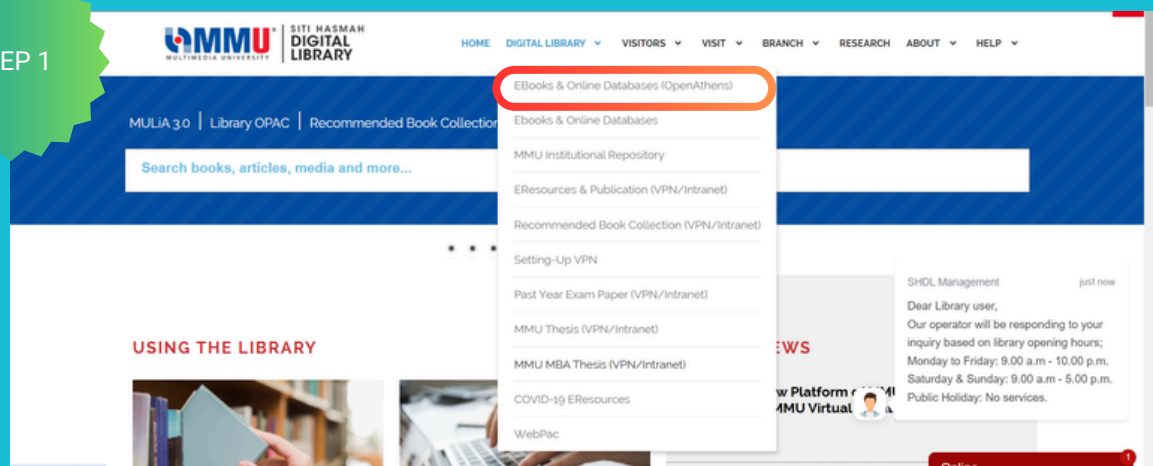 EP 1
MMU
MULTIMEDIA UNIVERSITY
SITI HASMAH
DIGITAL
LIBRARY
HOME DIGITAL LIBRARY VISITORS VISIT BRANCH RESEARCH ABOUT HELP
EBooks & Online Databases (OpenAthens)
Ebooks & Online Databases
MMU Institutional Repository
EResources & Publication (VPN/Intranet)
Recommended Book Collection (VPN/Intranet)
Setting-Up VPN
Past Year Exam Paper (VPN/Intranet)
MMU Thesis (VPN/Intranet)
MMU MBA Thesis (VPN/Intranet)
COVID-19 EResources
WebPac
MULiA 3.0 | Library OPAC | Recommended Book Collection
Search books, articles, media and more...
USING THE LIBRARY
EWS
w Platform
MMU Virtual
SHDL Management just now
Dear Library user,
Our operator will be responding to your
inquiry based on library opening hours;
Monday to Friday: 9.00 a.m - 10.00 p.m.
Saturday & Sunday: 9.00 a.m - 5.00 p.m.
Public Holiday: No services.
1
Online